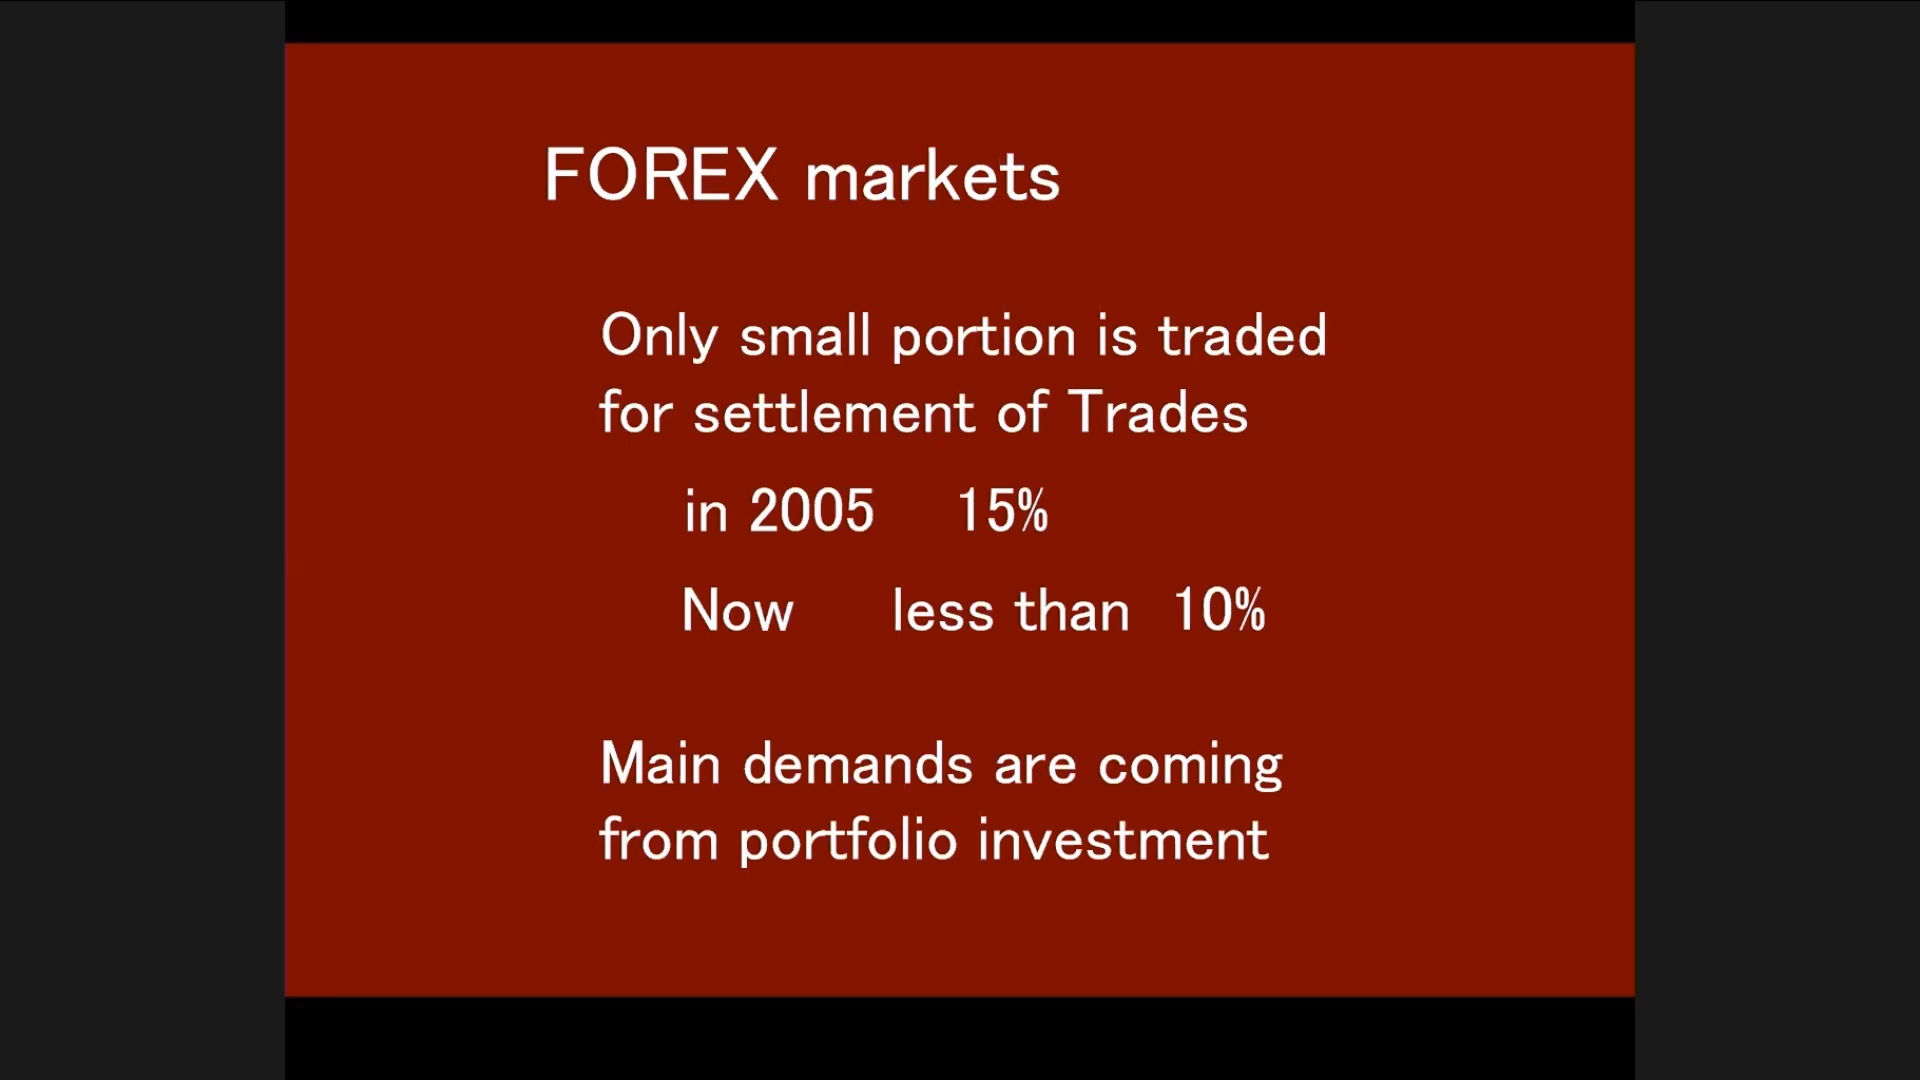 FOREX markets
Only small portion is traded
for settlement of Trades
in 2005 15%
Now less than 10%
Main demands are coming
from portfolio investment